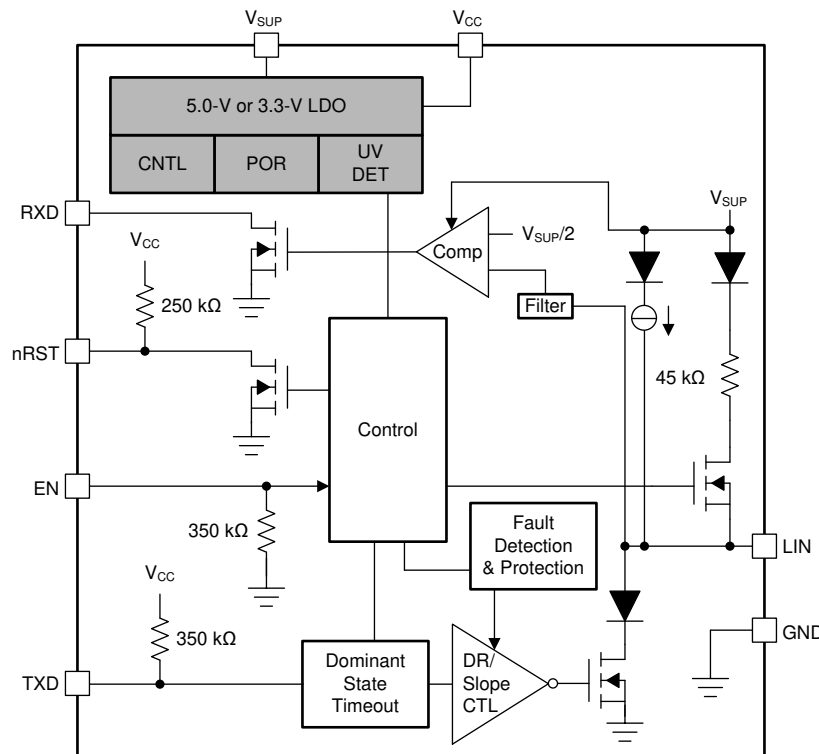 VSUP
VCC
5.0-V or 3.3-V LDO
CNTL
POR
UV
DET
RXD
VSUP
VCC
Comp
VSUP/2
250 kΩ
Filter
nRST
45 kΩ
Control
EN
350 kΩ
Fault
Detection
& Protection
LIN
VCC
350 kΩ
GND
TXD
Dominant
State
Timeout
DR/
Slope
CTL